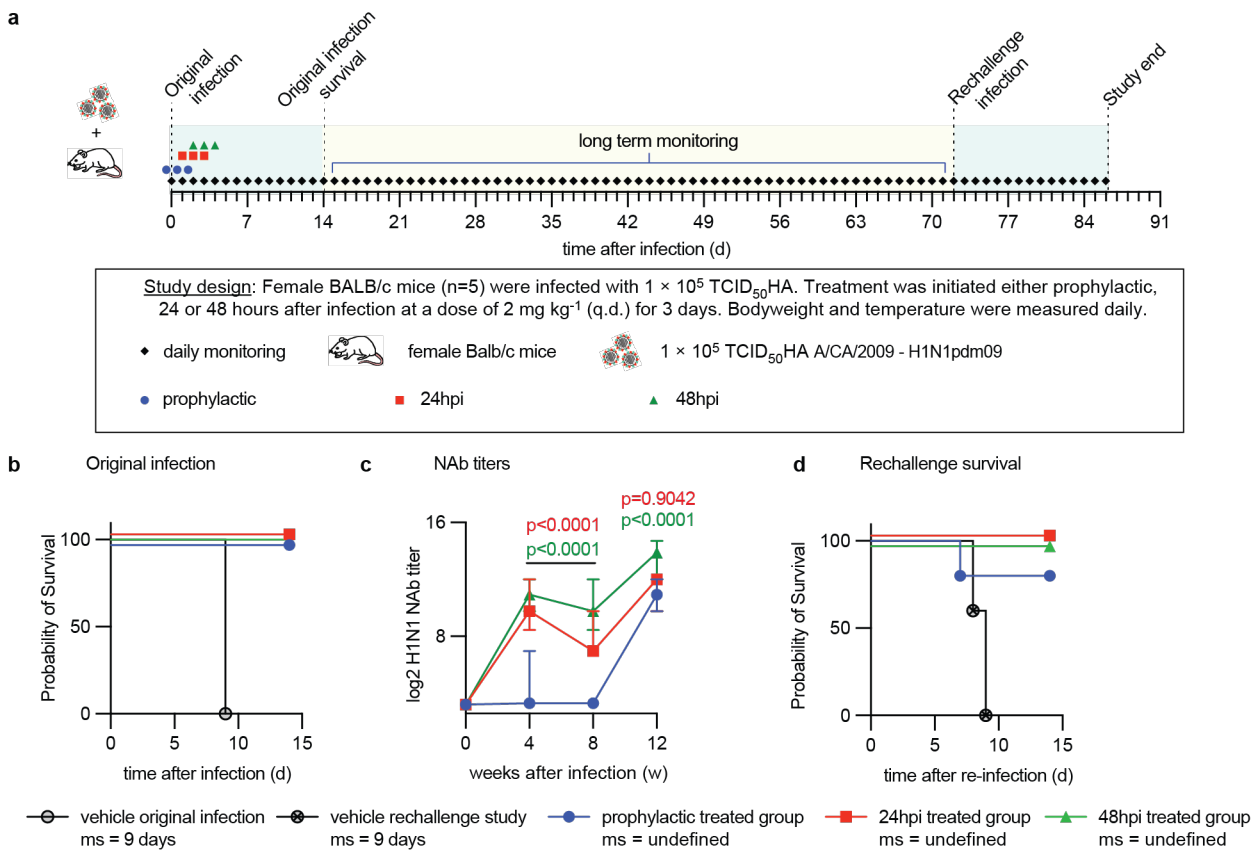 a
Original
infection
Original infection
survival
Rechallenge
infection
Study end
+
long term monitoring
0 7 14 21 28 35 42 49 56 63 70 77 84 91
time after infection (d)
Study design: Female BALB/c mice (n=5) were infected with 1 × 10⁵ TCID₅₀HA. Treatment was initiated either prophylactic,
24 or 48 hours after infection at a dose of 2 mg kg⁻¹ (q.d.) for 3 days. Bodyweight and temperature were measured daily.
daily monitoring
female Balb/c mice
1 × 10⁵ TCID₅₀HA A/CA/2009 - H1N1pdm09
prophylactic
24hpi
48hpi
b Original infection
Probability of Survival
100
50
0
0 5 10 15
time after infection (d)
c NAb titers
p<0.0001
p<0.0001
p=0.9042
p<0.0001
log2 H1N1 NAb titer
16
8
0 4 8 12
weeks after infection (w)
d Rechallenge survival
Probability of Survival
100
50
0
0 5 10 15
time after re-infection (d)
vehicle original infection
ms = 9 days
vehicle rechallenge study
ms = 9 days
prophylactic treated group
ms = undefined
24hpi treated group
ms = undefined
48hpi treated group
ms = undefined